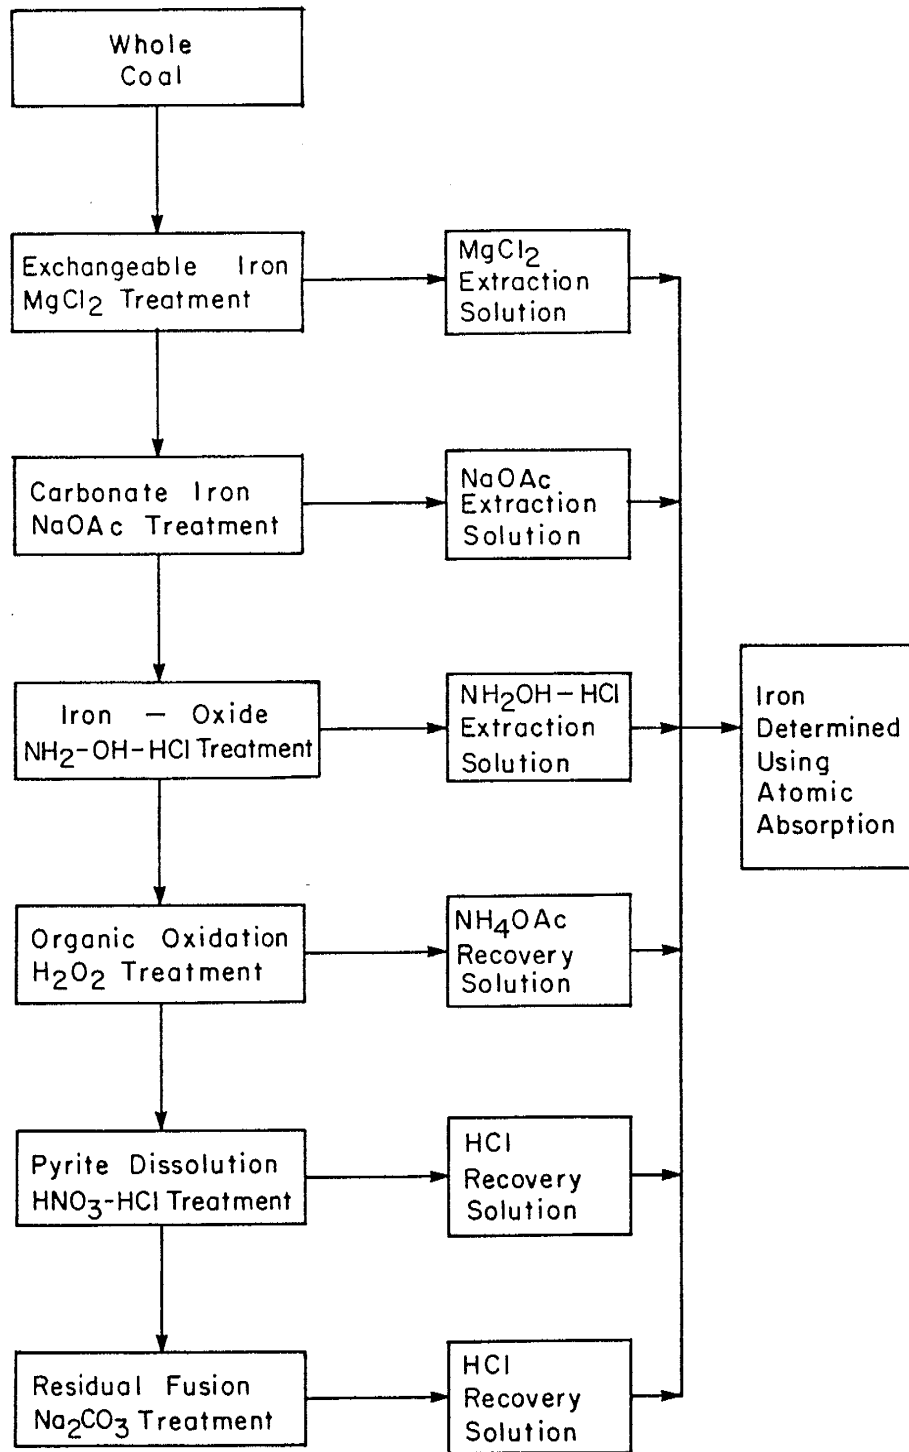 Whole
Coal
Exchangeable Iron
MgCl₂ Treatment
MgCl₂
Extraction
Solution
Carbonate Iron
NaOAc Treatment
NaOAc
Extraction
Solution
Iron – Oxide
NH₂-OH-HCl Treatment
NH₂OH-HCl
Extraction
Solution
Iron
Determined
Using
Atomic
Absorption
Organic Oxidation
H₂O₂ Treatment
NH₄OAc
Recovery
Solution
Pyrite Dissolution
HNO₃-HCl Treatment
HCl
Recovery
Solution
Residual Fusion
Na₂CO₃ Treatment
HCl
Recovery
Solution